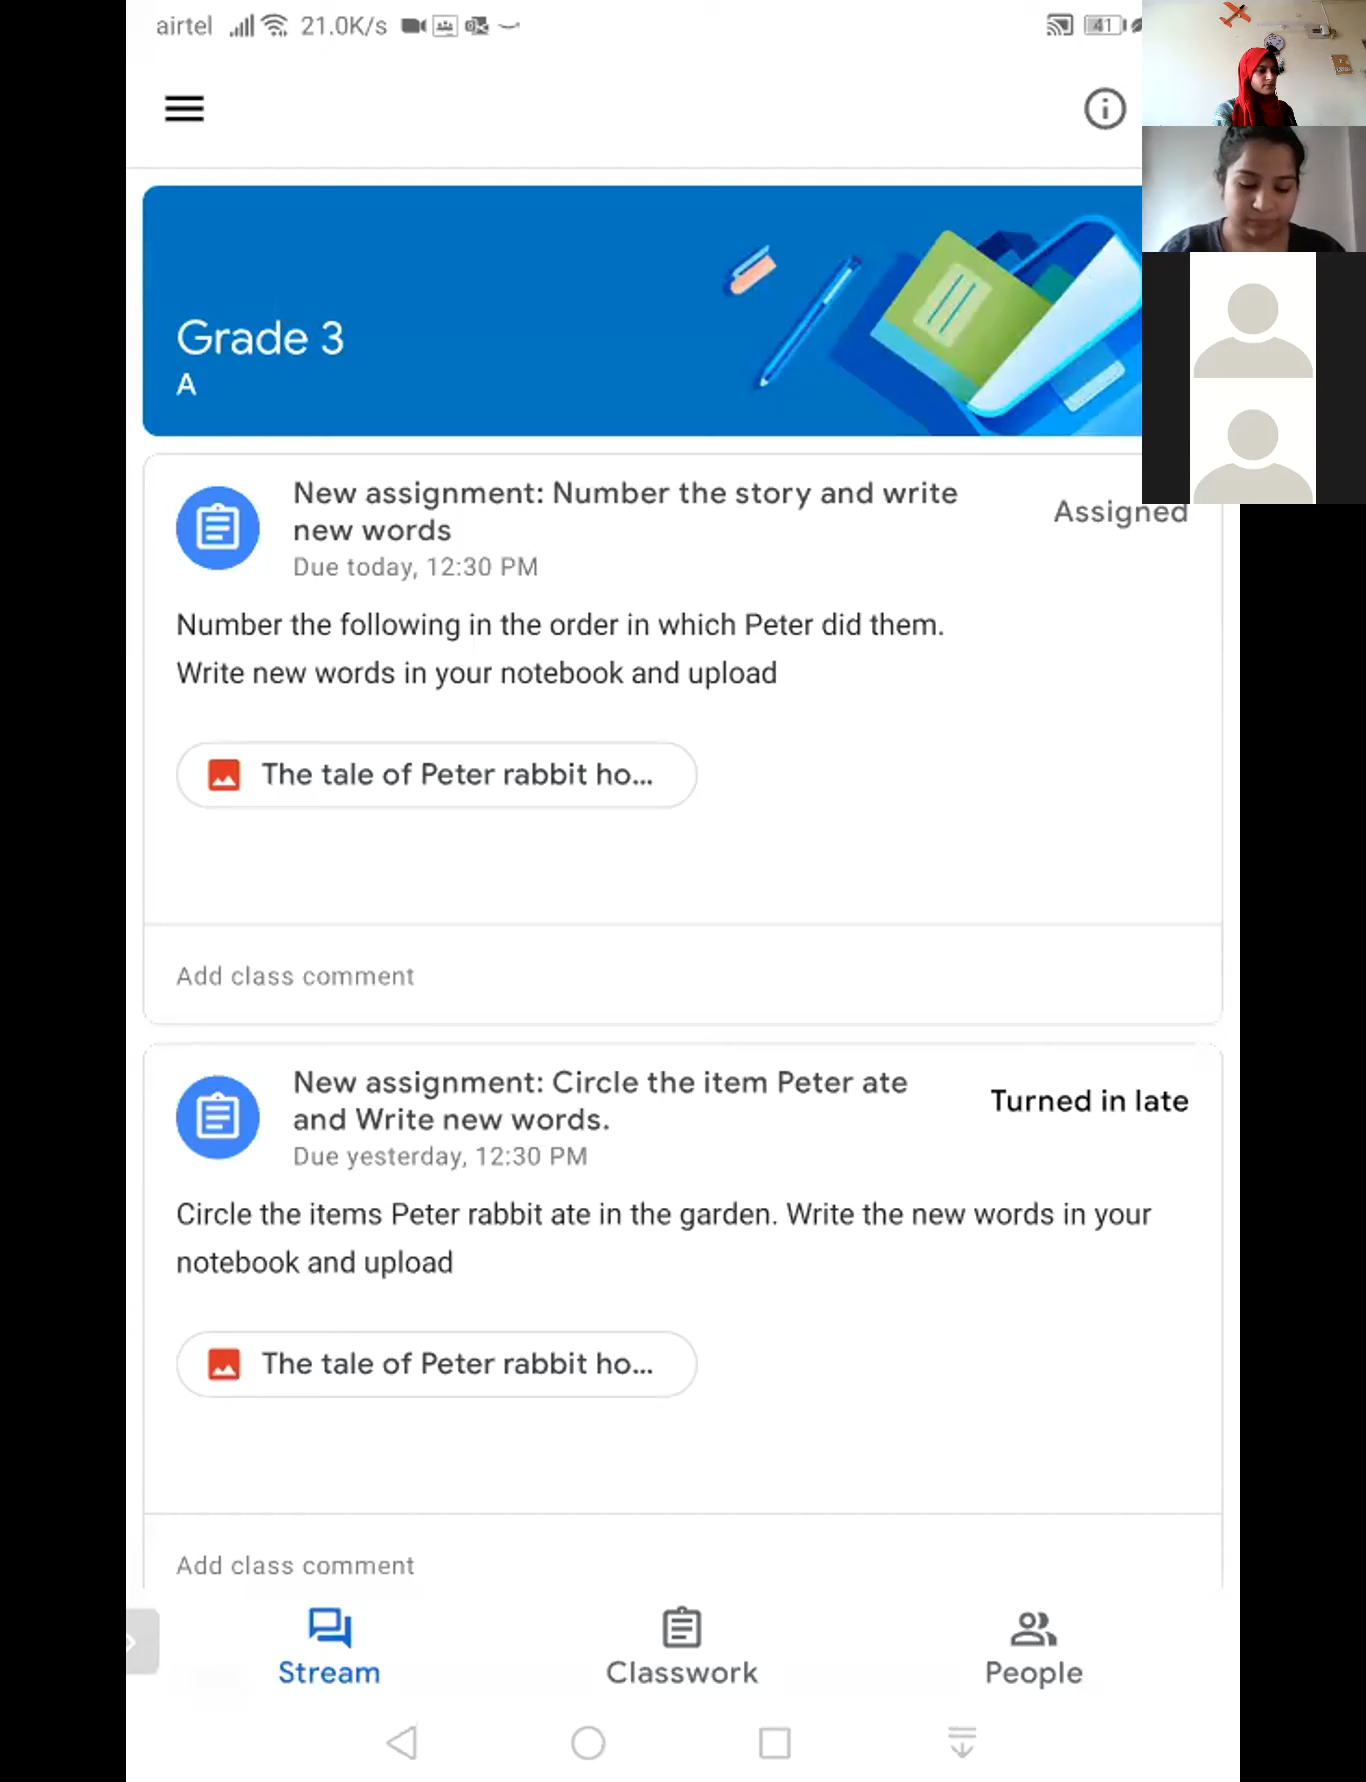 airtel 21.0K/s 41
Grade 3
A
New assignment: Number the story and write
new words
Assigned
Due today, 12:30 PM
Number the following in the order in which Peter did them.
Write new words in your notebook and upload
The tale of Peter rabbit ho...
Add class comment
New assignment: Circle the item Peter ate
and Write new words.
Turned in late
Due yesterday, 12:30 PM
Circle the items Peter rabbit ate in the garden. Write the new words in your
notebook and upload
The tale of Peter rabbit ho...
Add class comment
Stream Classwork People